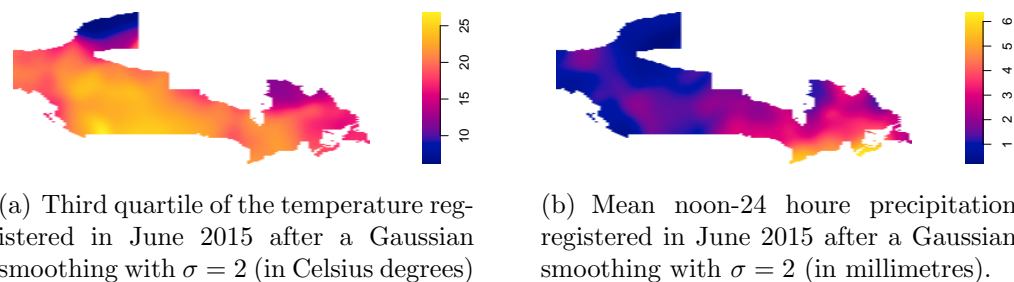 25
20
15
10
6
5
4
3
2
1
(a) Third quartile of the temperature reg-
istered in June 2015 after a Gaussian
smoothing with σ = 2 (in Celsius degrees)
(b) Mean noon-24 houre precipitation
registered in June 2015 after a Gaussian
smoothing with σ = 2 (in millimetres).